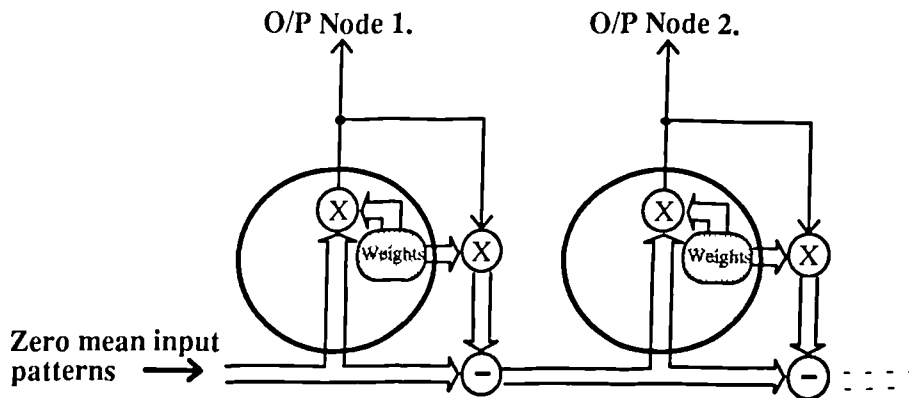 O/P Node 1.
O/P Node 2.
X
X
Weights
X
Weights
X
Zero mean input
patterns
−
−